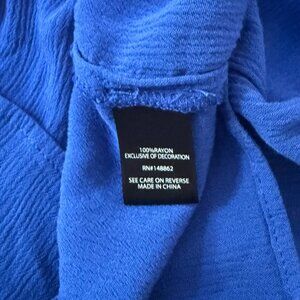 100%RAYON
EXCLUSIVE OF DECORATION
RN#148862
SEE CARE ON REVERSE
MADE IN CHINA